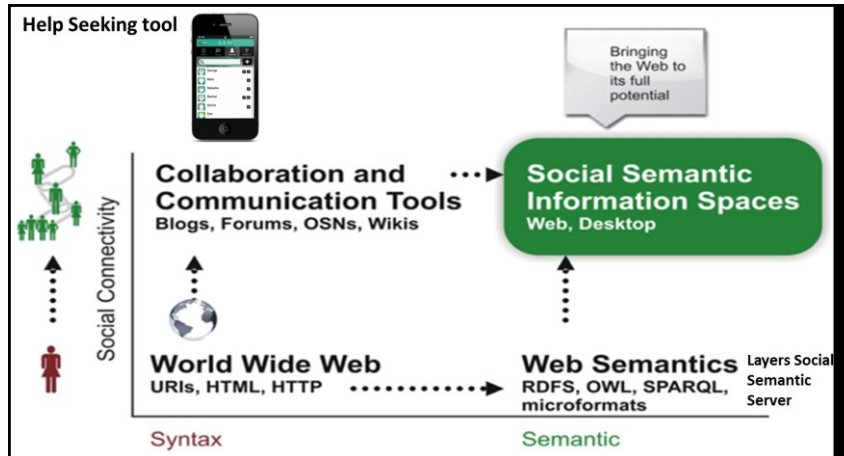 Help Seeking tool
Bringing
the Web to
its full
potential
Collaboration and
Communication Tools
Blogs, Forums, OSNs, Wikis
Social Semantic
Information Spaces
Web, Desktop
Social Connectivity
World Wide Web
URIs, HTML, HTTP
Web Semantics
RDFS, OWL, SPARQL,
microformats
Layers Social
Semantic
Server
Syntax
Semantic